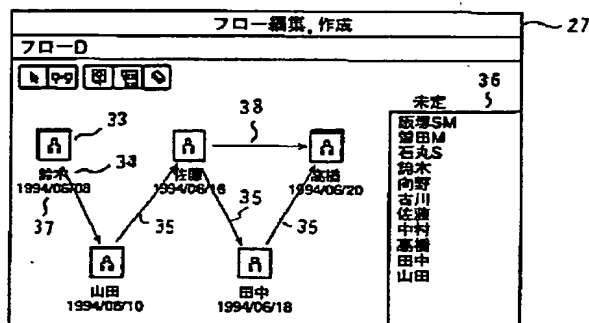 フロー編集,作成
27
フローD
36
未定
38
33
鈴木
34
1994/06/08
37
佐藤
1994/06/16
高橋
1994/06/20
35
35
35
山田
1994/06/10
田中
1994/06/18
飯塚SM
曽田M
石丸S
鈴木
向野
古川
佐藤
中村
高橋
田中
山田